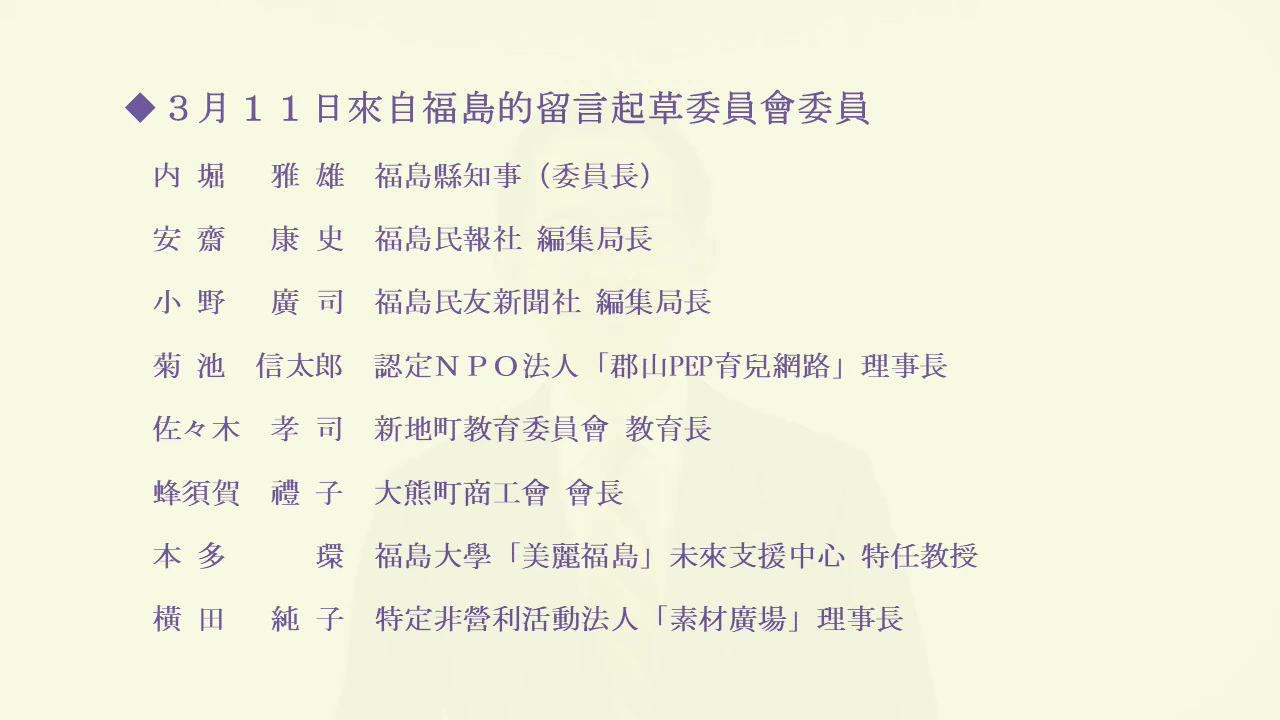 ◆３月１１日來自福島的留言起草委員會委員
内 堀 雅 雄 福島縣知事（委員長）
安 齋 康 史 福島民報社 編集局長
小 野 廣 司 福島民友新聞社 編集局長
菊 池 信太郎 認定ＮＰＯ法人「郡山PEP育兒網路」理事長
佐々木 孝 司 新地町教育委員會 教育長
蜂須賀 禮 子 大熊町商工會 會長
本 多 環 福島大學「美麗福島」未來支援中心 特任教授
橫 田 純 子 特定非營利活動法人「素材廣場」理事長